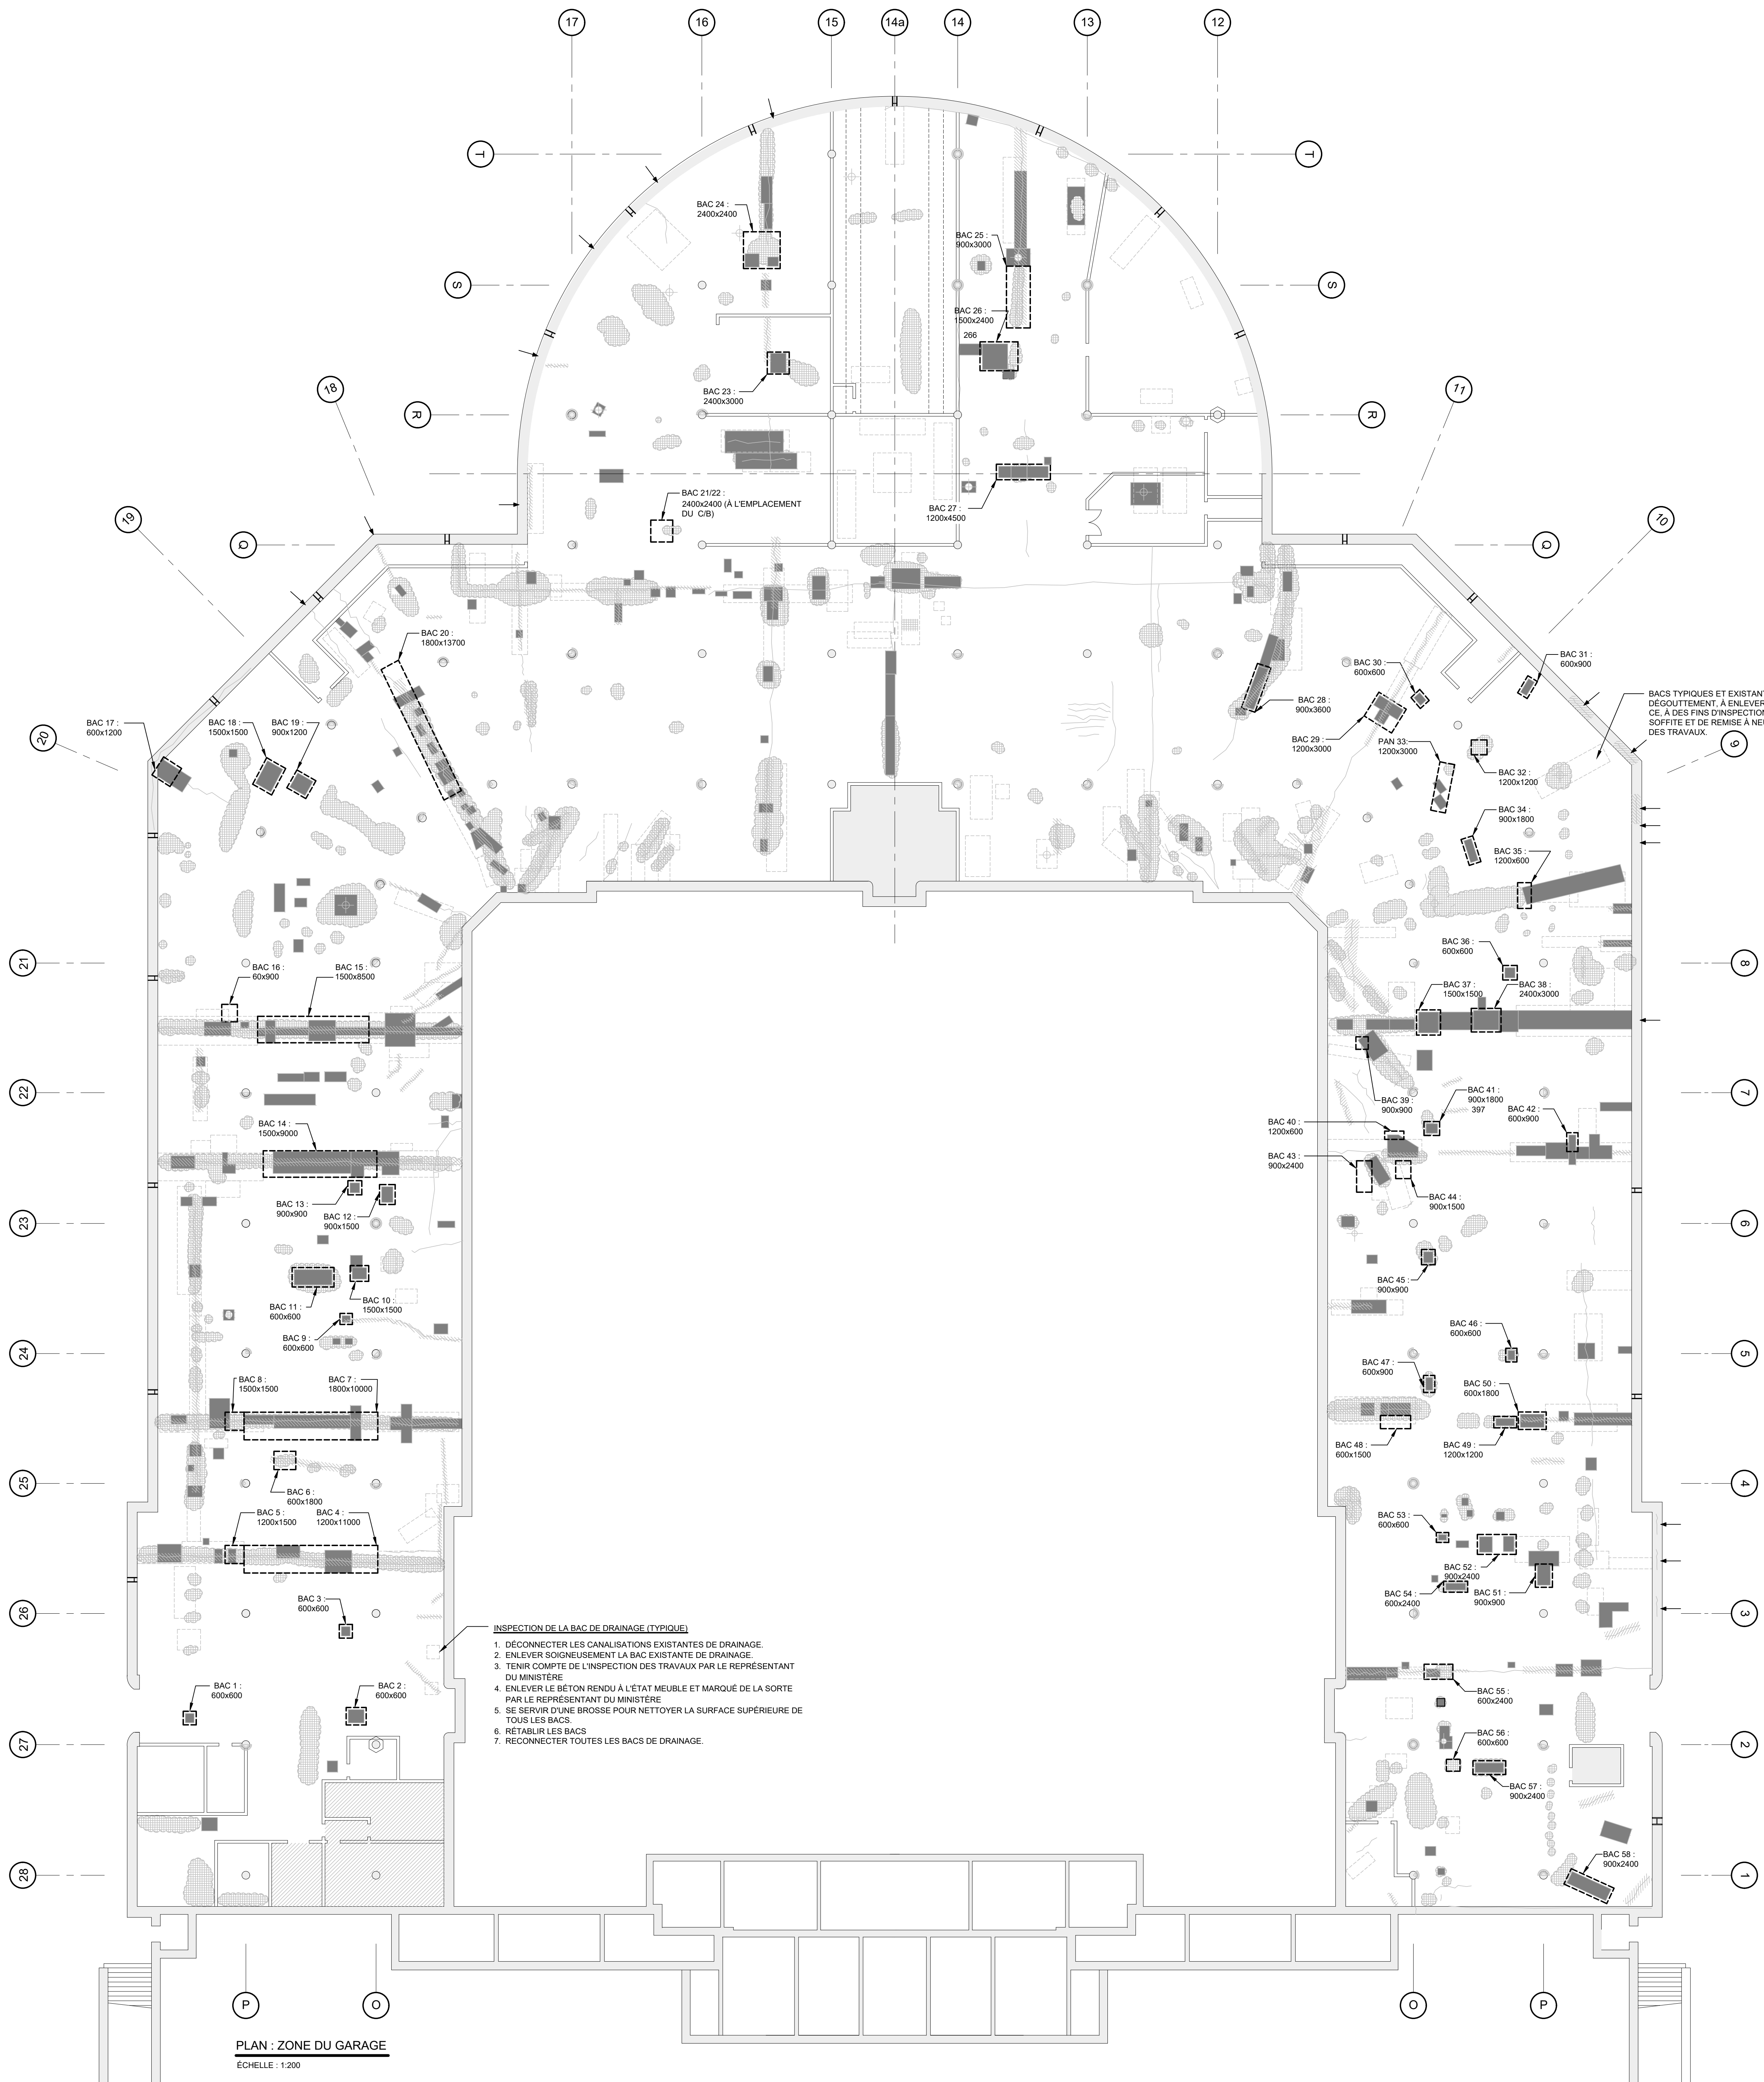 17
16
15
14a
14
13
12
T
T
BAC 24 :
2400x2400
BAC 25 :
900x3000
S
S
BAC 26 :
1500x2400
266
BAC 23 :
2400x3000
18
11
R
R
BAC 21/22 :
2400x2400 (À L'EMPLACEMENT
DU C/B)
BAC 27 :
1200x4500
19
10
Q
Q
BAC 20 :
1800x13700
BAC 30 :
600x600
BAC 31 :
600x900
BAC 28 :
900x3600
BACS TYPIQUES ET EXISTAN
DÉGOUTTEMENT, À ENLEVER
CE, À DES FINS D'INSPECTION
SOFFITE ET DE REMISE À NEU
DES TRAVAUX.
20
BAC 17 :
600x1200
BAC 18 :
1500x1500
BAC 19 :
900x1200
BAC 29 :
1200x3000
PAN 33:
1200x3000
9
BAC 32 :
1200x1200
BAC 34 :
900x1800
BAC 35 :
1200x600
21
BAC 16 :
60x900
BAC 15 :
1500x8500
BAC 36 :
600x600
8
BAC 37 :
1500x1500
BAC 38 :
2400x3000
22
7
BAC 39 :
900x900
BAC 41 :
900x1800
397
BAC 42 :
600x900
BAC 14 :
1500x9000
BAC 40 :
1200x600
BAC 43 :
900x2400
BAC 44 :
900x1500
BAC 13 :
900x900
BAC 12 :
900x1500
23
6
BAC 45 :
900x900
BAC 11 :
600x600
BAC 10 :
1500x1500
BAC 9 :
600x600
BAC 46 :
600x600
24
5
BAC 47 :
600x900
BAC 8 :
1500x1500
BAC 7 :
1800x10000
BAC 50 :
600x1800
BAC 48 :
600x1500
BAC 49 :
1200x1200
25
4
BAC 6 :
600x1800
BAC 5 :
1200x1500
BAC 4 :
1200x11000
BAC 53 :
600x600
BAC 52 :
900x2400
BAC 54 :
600x2400
BAC 51 :
900x900
BAC 3 :
600x600
26
3
INSPECTION DE LA BAC DE DRAINAGE (TYPIQUE)
1. DÉCONNECTER LES CANALISATIONS EXISTANTES DE DRAINAGE.
2. ENLEVER SOIGNEUSEMENT LA BAC EXISTANTE DE DRAINAGE.
3. TENIR COMPTE DE L'INSPECTION DES TRAVAUX PAR LE REPRÉSENTANT
DU MINISTÈRE
4. ENLEVER LE BÉTON RENDU À L'ÉTAT MEUBLE ET MARQUÉ DE LA SORTE
PAR LE REPRÉSENTANT DU MINISTÈRE
5. SE SERVIR D'UNE BROSSE POUR NETTOYER LA SURFACE SUPÉRIEURE DE
TOUS LES BACS.
6. RÉTABLIR LES BACS
7. RECONNECTER TOUTES LES BACS DE DRAINAGE.
BAC 1 :
600x600
BAC 2 :
600x600
BAC 55 :
600x2400
27
2
BAC 56 :
600x600
BAC 57 :
900x2400
BAC 58 :
900x2400
28
1
P
O
O
P
PLAN : ZONE DU GARAGE
ÉCHELLE : 1:200